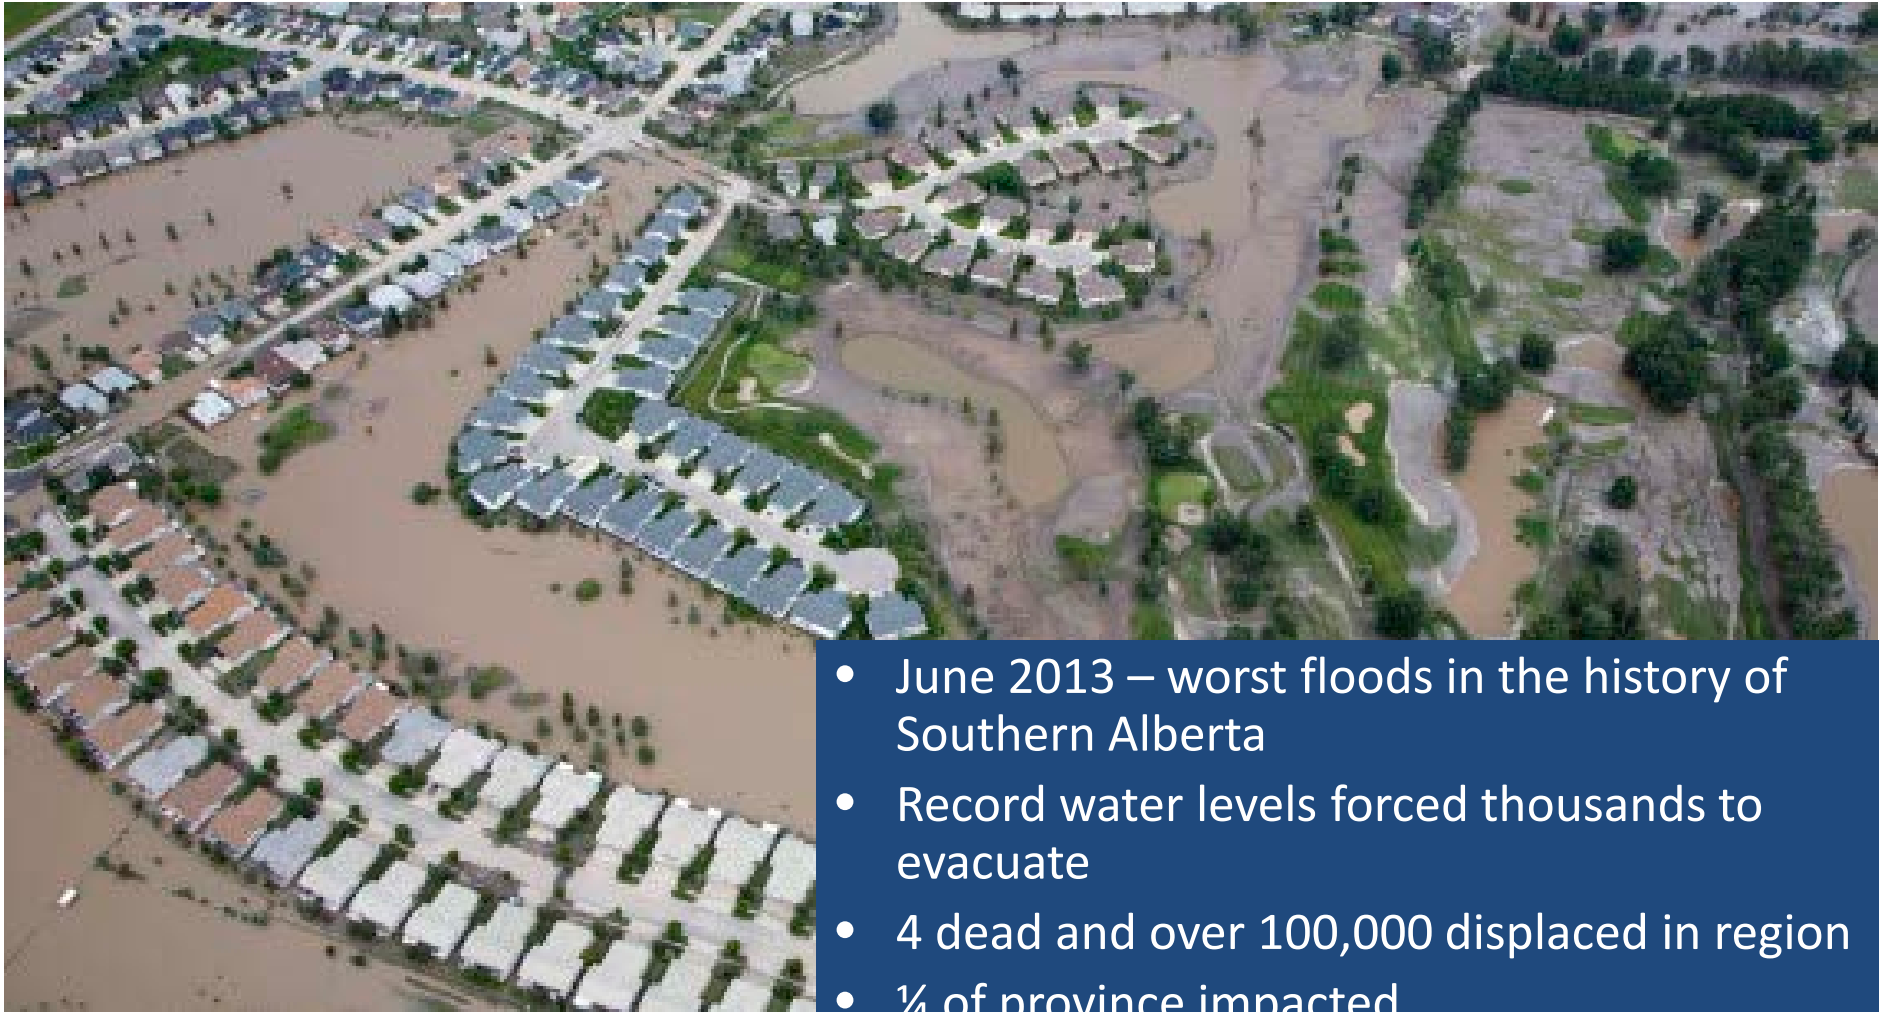 • June 2013 – worst floods in the history of
Southern Alberta
• Record water levels forced thousands to
evacuate
• 4 dead and over 100,000 displaced in region
• ¼ of province impacted